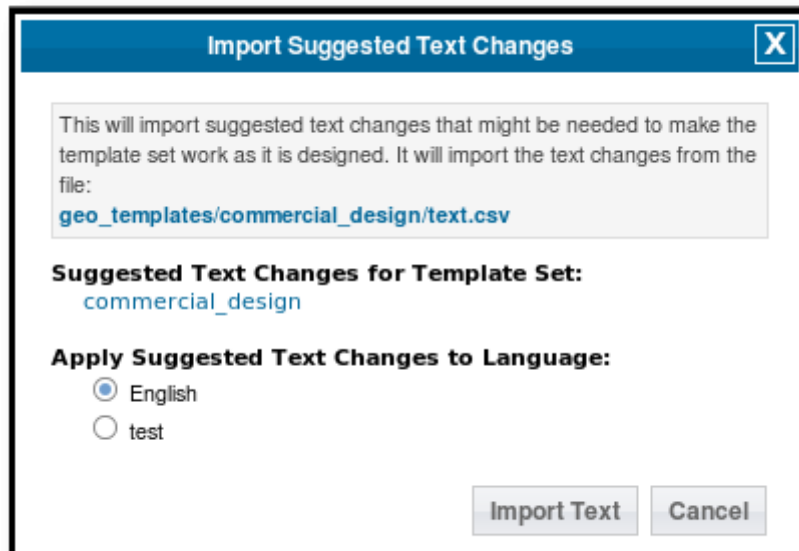 Import Suggested Text Changes
X
This will import suggested text changes that might be needed to make the
template set work as it is designed. It will import the text changes from the
file:
geo_templates/commercial_design/text.csv
Suggested Text Changes for Template Set:
commercial_design
Apply Suggested Text Changes to Language:
English
test
Import Text Cancel